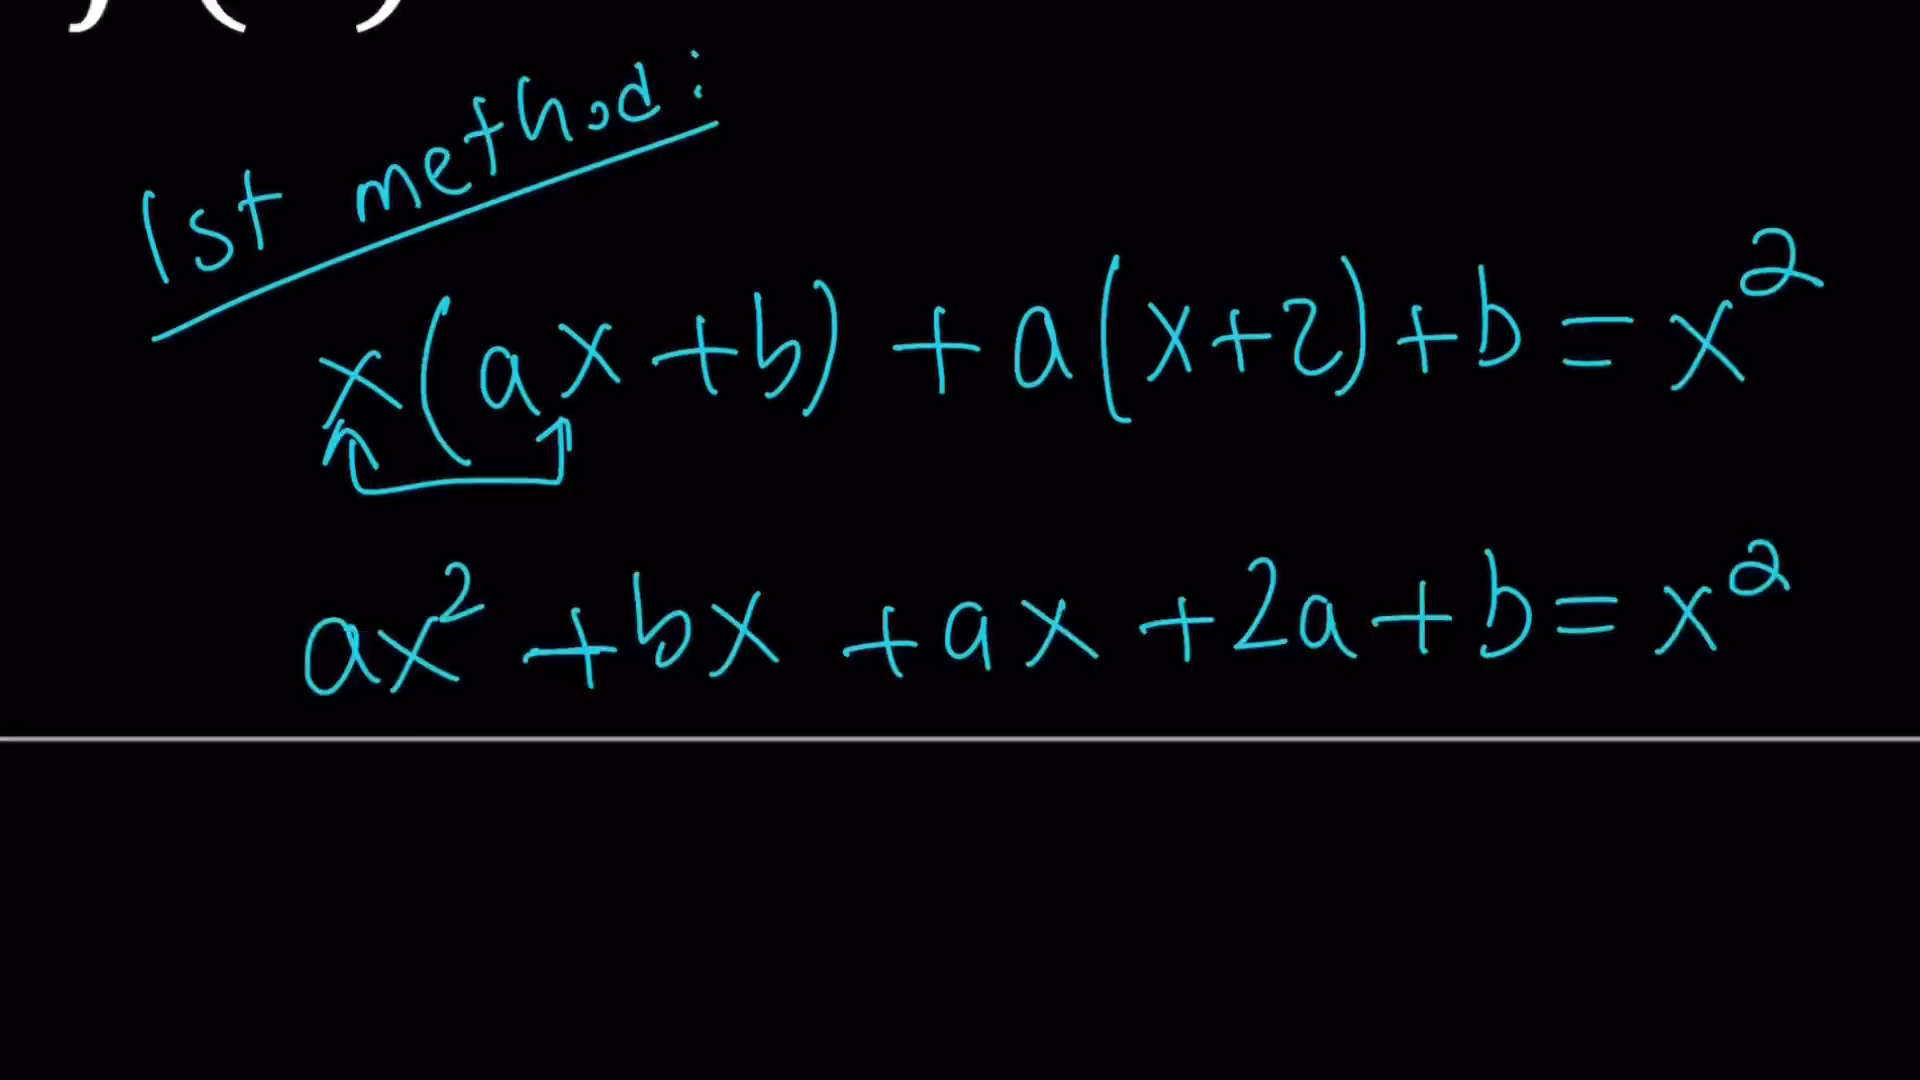 1st method:
x(ax+b) + a(x+2)+b = x²
ax² + bx + ax + 2a + b = x²